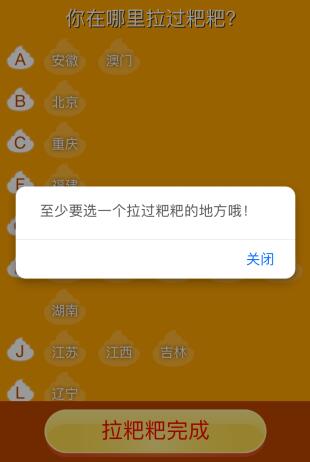 你在哪里拉过粑粑?
A 安徽 澳门
B 北京
C 重庆
F 福建
至少要选一个拉过粑粑的地方哦!
关闭
湖南
J 江苏 江西 吉林
L 辽宁
拉粑粑完成